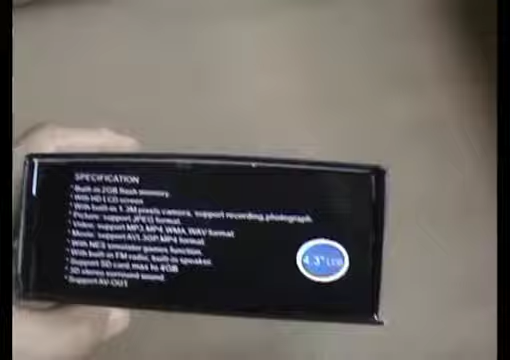 SPECIFICATION
* Built-in 2GB flash memory.
* With HD LCD screen
* With built-in 1.3M pixels camera, support recording,photograph
* Picture: support JPEG format.
* Video: support MP3,MP4,WMA,WAV format
* Music: support AVI,3GP,MP4 format
* With NES simulator games function.
* With built-in FM radio, built-in speaker.
* Support SD card max to 8GB
* 3D stereo surround sound
* Support AV-OUT
4.3" LCD